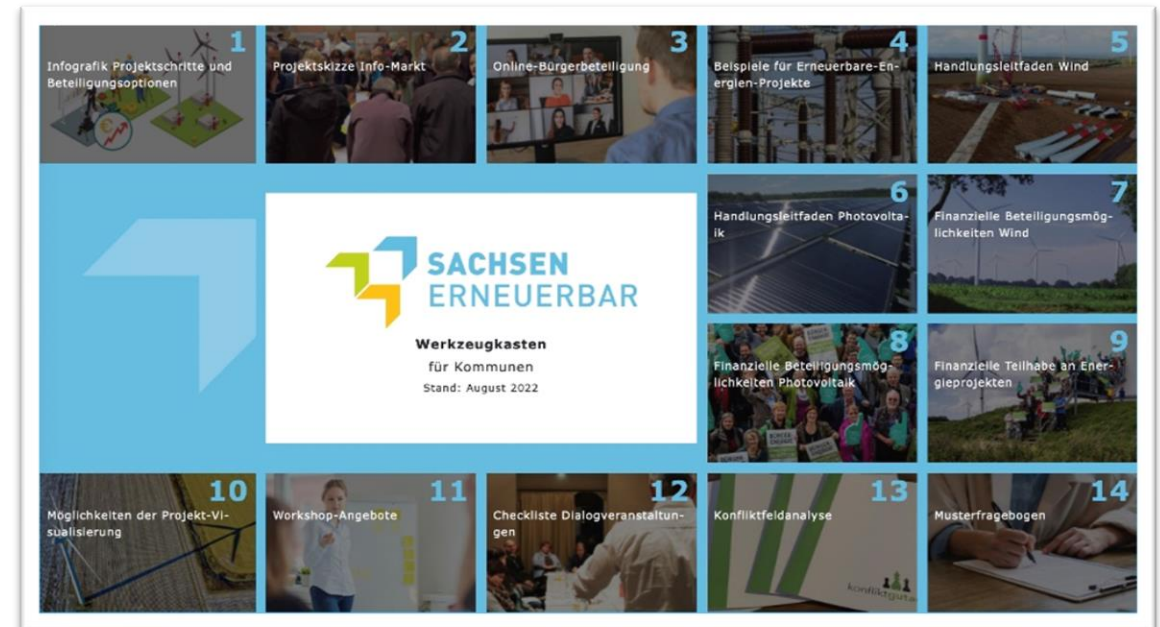 1
Infografik Projektschritte und
Beteiligungsoptionen
2
Projektskizze Info-Markt
3
Online-Bürgerbeteiligung
4
Beispiele für Erneuerbare-En-
ergien-Projekte
5
Handlungsleitfaden Wind
6
Handlungsleitfaden Photovolta-
ik
7
Finanzielle Beteiligungsmög-
lichkeiten Wind
SACHSEN
ERNEUERBAR
Werkzeugkasten
für Kommunen
Stand: August 2022
8
Finanzielle Beteiligungsmög-
lichkeiten Photovoltaik
BÜRGER
ENERGIE
9
Finanzielle Teilhabe an Ener-
gieprojekten
10
Möglichkeiten der Projekt-Vi-
sualisierung
11
Workshop-Angebote
12
Checkliste Dialogveranstaltun-
gen
13
Konfliktfeldanalyse
konfliktgute
14
Musterfragebogen